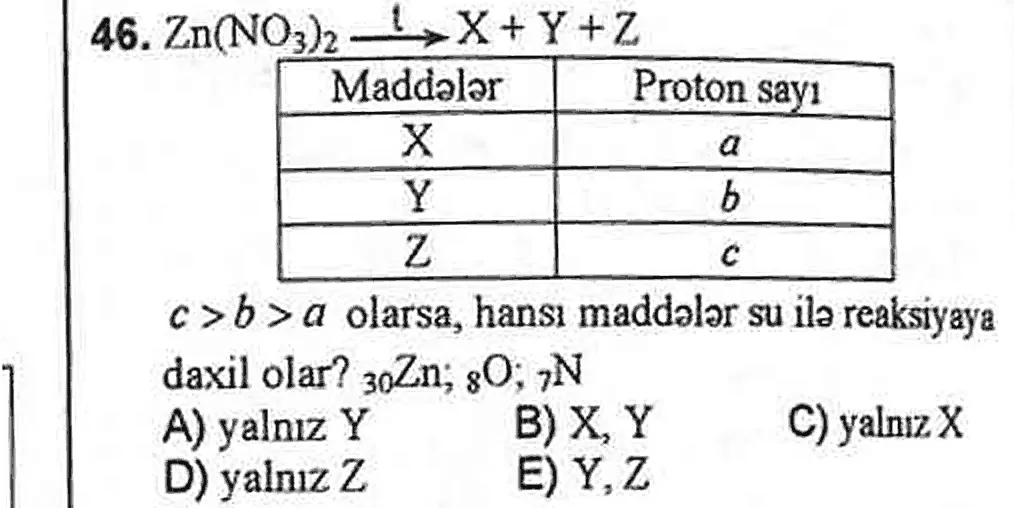 46. Zn(NO₃)₂ —t→ X + Y + Z
Maddələr Proton sayı
X a
Y b
Z c
c > b > a olarsa, hansı maddələr su ilə reaksiyaya
daxil olar? ₃₀Zn; ₈O; ₇N
A) yalnız Y B) X, Y C) yalnız X
D) yalnız Z E) Y, Z